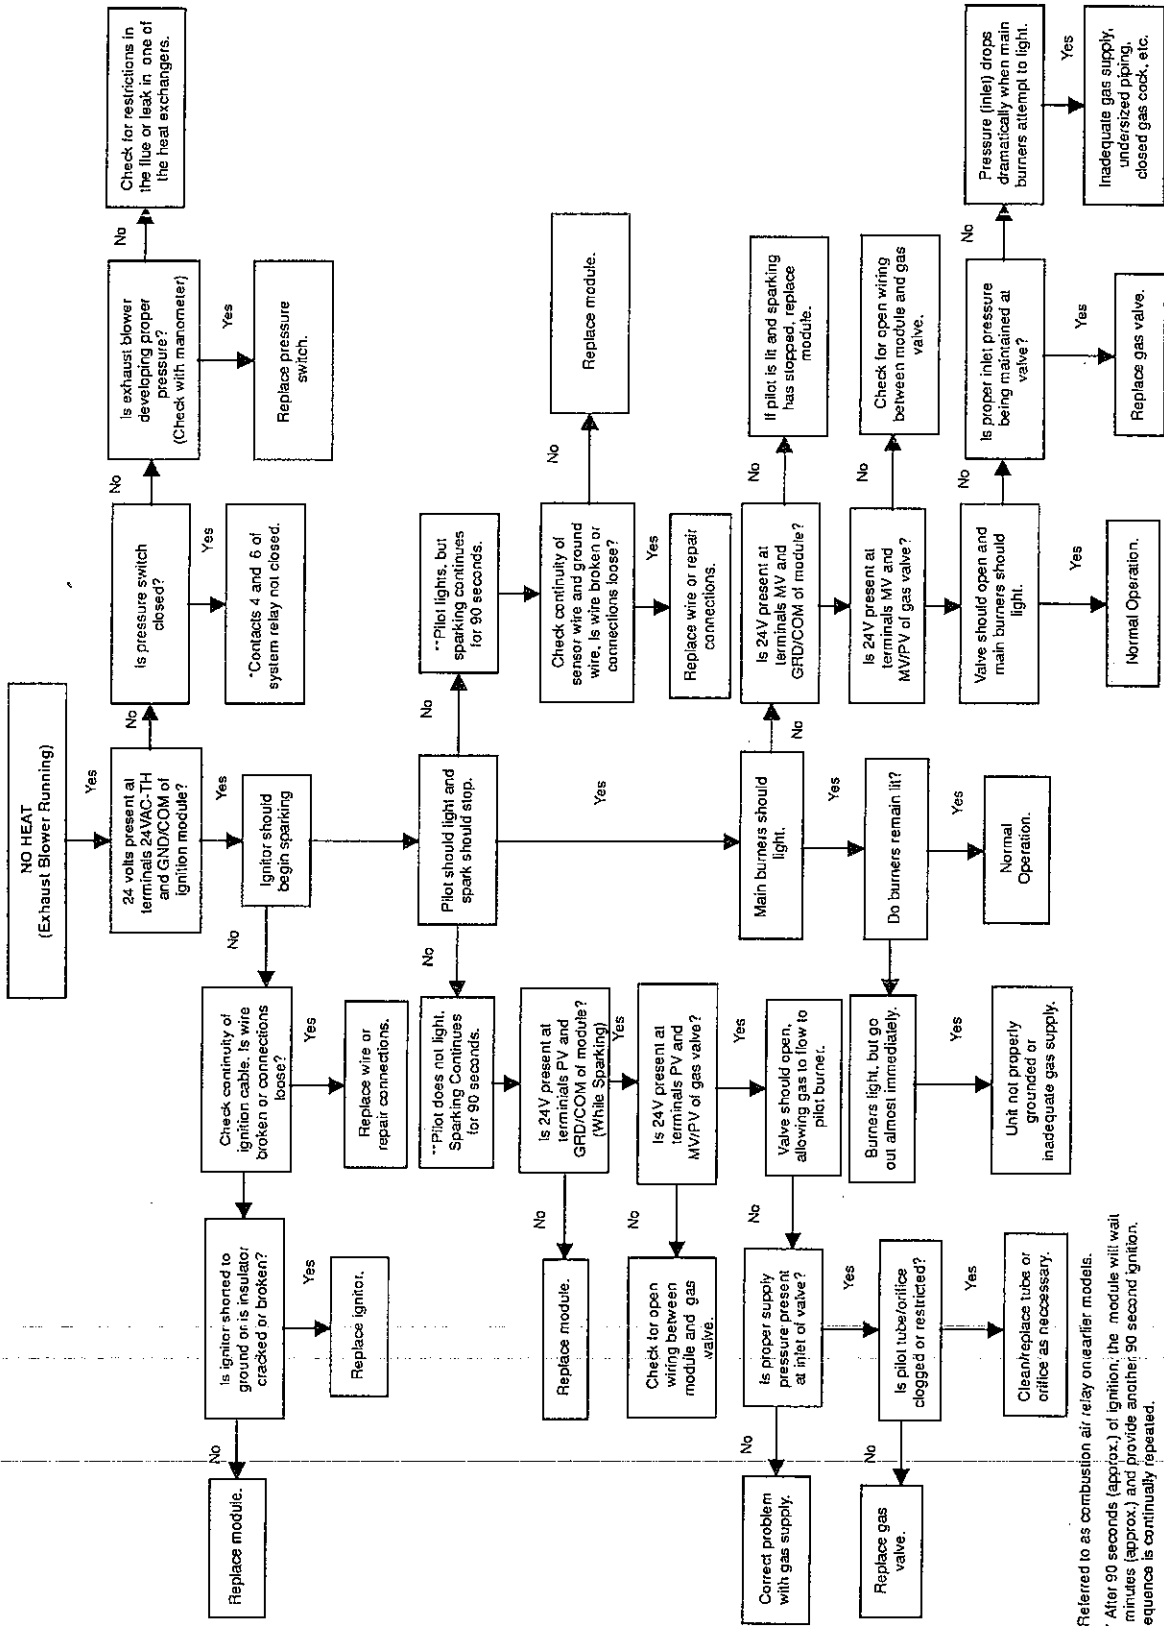 NO HEAT
(Exhaust Blower Running)
Yes
24 volts present at
terminals 24VAC-TH
and GND/COM of
ignition module?
No
Is pressure switch
closed?
No
Is exhaust blower
developing proper
pressure?
(Check with manometer)
No
Check for restrictions in
the flue or leak in one of
the heat exchangers.
Yes
Replace pressure
switch.
Yes
*Contacts 4 and 6 of
system relay not closed.
Yes
Ignitor should
begin sparking
No
Check continuity of
ignition cable. Is wire
broken or connections
loose?
Yes
Replace wire or
repair connections.
Is ignitor shorted to
ground or is insulator
cracked or broken?
Yes
Replace ignitor.
No
Replace module.
Pilot should light and
spark should stop.
No
**Pilot lights, but
sparking continues
for 90 seconds.
Check continuity of
sensor wire and ground
wire. Is wire broken or
connections loose?
No
Replace module.
Yes
Replace wire or repair
connections.
No
**Pilot does not light,
Sparking Continues
for 90 seconds.
Is 24V present at
terminials PV and
GRD/COM of module?
(While Sparking)
No
Replace module.
Yes
Is 24V present at
terminals PV and
MV/PV of gas valve?
No
Check for open
wiring between
module and gas
valve.
Yes
Valve should open,
allowing gas to flow to
pilot burner.
No
Is proper supply
pressure present
at inlet of valve?
No
Correct problem
with gas supply.
Yes
Is pilot tube/orifice
clogged or restricted?
No
Replace gas
valve.
Yes
Clean/replace tube or
orifice as neccessary.
Yes
Main burners should
light.
No
Is 24V present at
terminals MV and
GRD/COM of module?
No
If pilot is lit and sparking
has stopped, replace
module.
Is 24V present at
terminals MV and
MV/PV of gas valve?
No
Check for open wiring
between module and gas
valve.
Valve should open and
main burners should
light.
No
Is proper inlet pressure
being maintained at
valve?
No
Pressure (inlet) drops
dramatically when main
burners attempt to light.
Yes
Inadequate gas supply,
undersized piping,
closed gas cock, etc.
Yes
Replace gas valve.
Yes
Normal Operation.
Yes
Do burners remain lit?
Yes
Normal
Operation.
Burners light, but go
out almost immediately.
Yes
Unit not properly
grounded or
inadequate gas supply.
Referred to as combustion air relay on earlier models.
* After 90 seconds (approx.) of ignition, the module will wait
minutes (approx.) and provide another 90 second ignition.
equence is continually repeated.